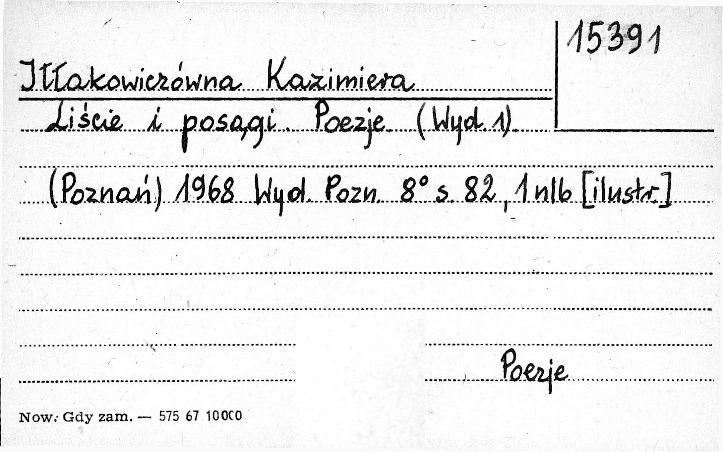 15391
Iłłakowiczówna Kazimiera
Liście i posągi. Poezje (Wyd. 1)
(Poznań) 1968 Wyd. Pozn. 8° s. 82, 1 nlb [ilustr.]
Poezje
Now. Gdy zam. — 575 67 10000